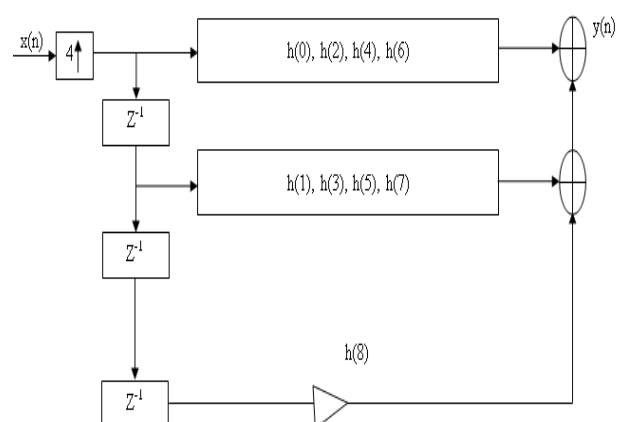 x(n)
4↑
h(0), h(2), h(4), h(6)
y(n)
Z⁻¹
h(1), h(3), h(5), h(7)
Z⁻¹
h(8)
Z⁻¹